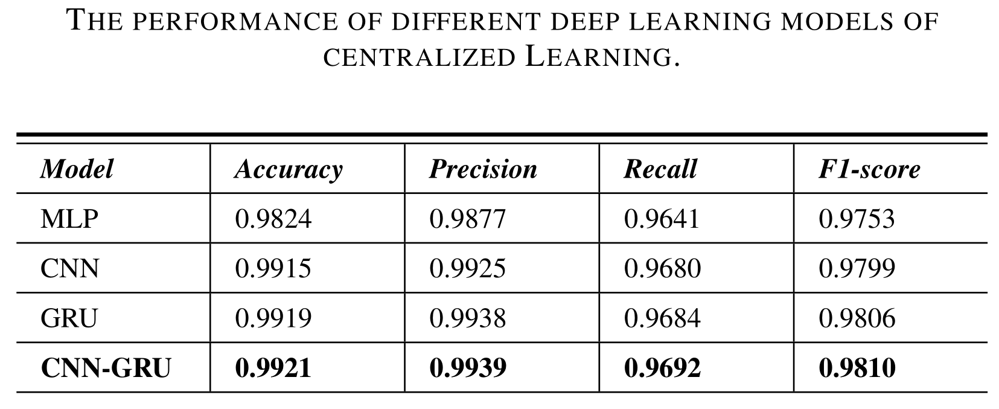 THE PERFORMANCE OF DIFFERENT DEEP LEARNING MODELS OF
CENTRALIZED LEARNING.
Model Accuracy Precision Recall F1-score
MLP 0.9824 0.9877 0.9641 0.9753
CNN 0.9915 0.9925 0.9680 0.9799
GRU 0.9919 0.9938 0.9684 0.9806
CNN-GRU 0.9921 0.9939 0.9692 0.9810